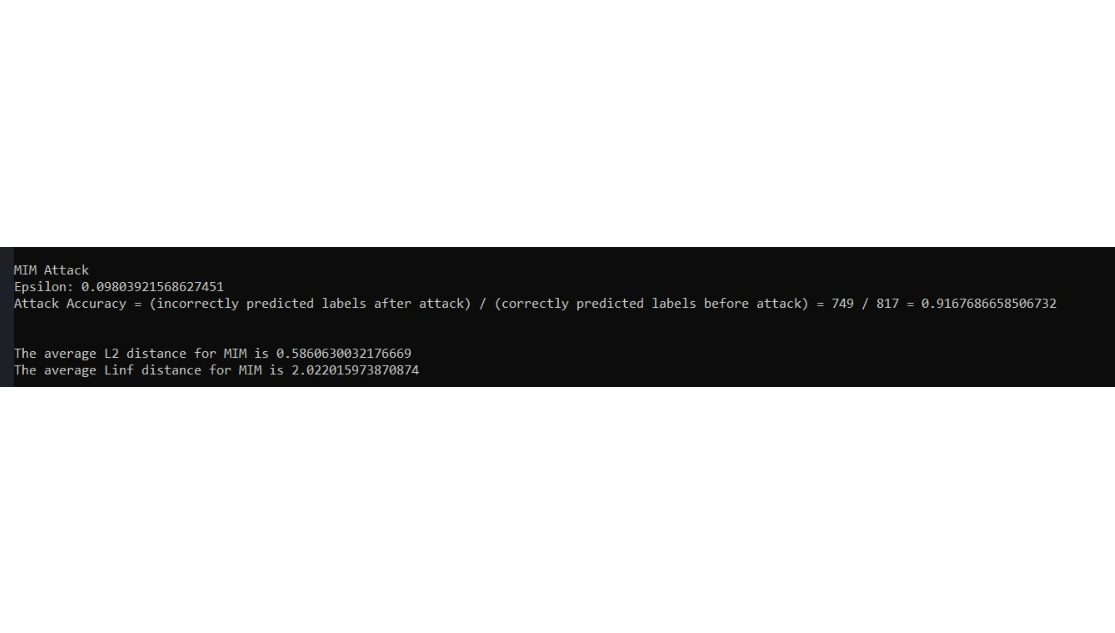 MIM Attack
Epsilon: 0.09803921568627451
Attack Accuracy = (incorrectly predicted labels after attack) / (correctly predicted labels before attack) = 749 / 817 = 0.9167686658506732
The average L2 distance for MIM is 0.5860630032176669
The average Linf distance for MIM is 2.022015973870874